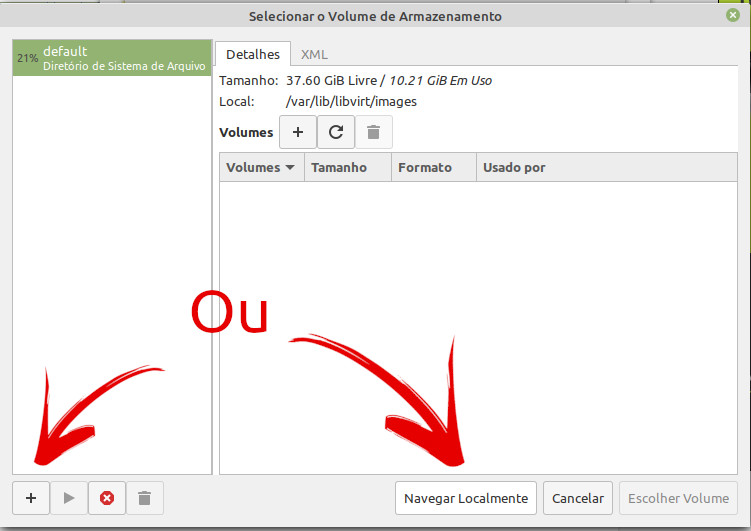 Selecionar o Volume de Armazenamento
21% default
Diretório de Sistema de Arquivo
Detalhes XML
Tamanho: 37.60 GiB Livre / 10.21 GiB Em Uso
Local: /var/lib/libvirt/images
Volumes
Volumes Tamanho Formato Usado por
Ou
Navegar Localmente Cancelar Escolher Volume